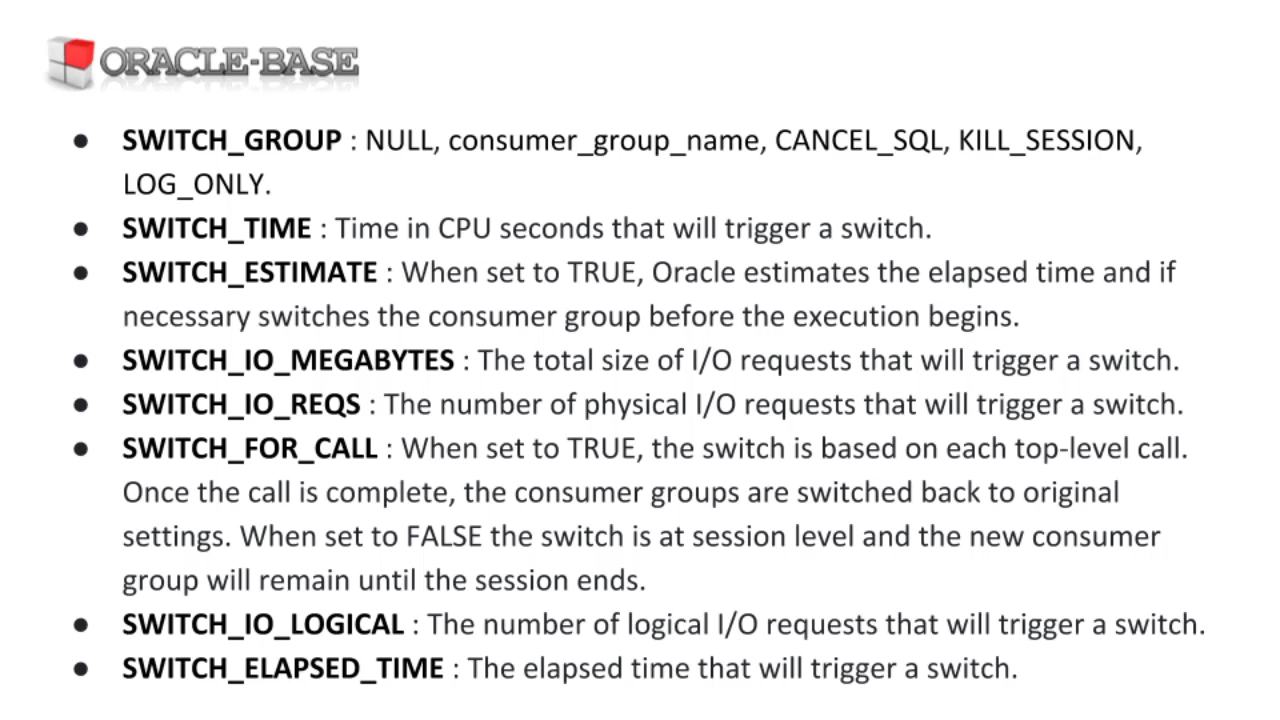 ORACLE-BASE
● SWITCH_GROUP : NULL, consumer_group_name, CANCEL_SQL, KILL_SESSION,
LOG_ONLY.
● SWITCH_TIME : Time in CPU seconds that will trigger a switch.
● SWITCH_ESTIMATE : When set to TRUE, Oracle estimates the elapsed time and if
necessary switches the consumer group before the execution begins.
● SWITCH_IO_MEGABYTES : The total size of I/O requests that will trigger a switch.
● SWITCH_IO_REQS : The number of physical I/O requests that will trigger a switch.
● SWITCH_FOR_CALL : When set to TRUE, the switch is based on each top-level call.
Once the call is complete, the consumer groups are switched back to original
settings. When set to FALSE the switch is at session level and the new consumer
group will remain until the session ends.
● SWITCH_IO_LOGICAL : The number of logical I/O requests that will trigger a switch.
● SWITCH_ELAPSED_TIME : The elapsed time that will trigger a switch.